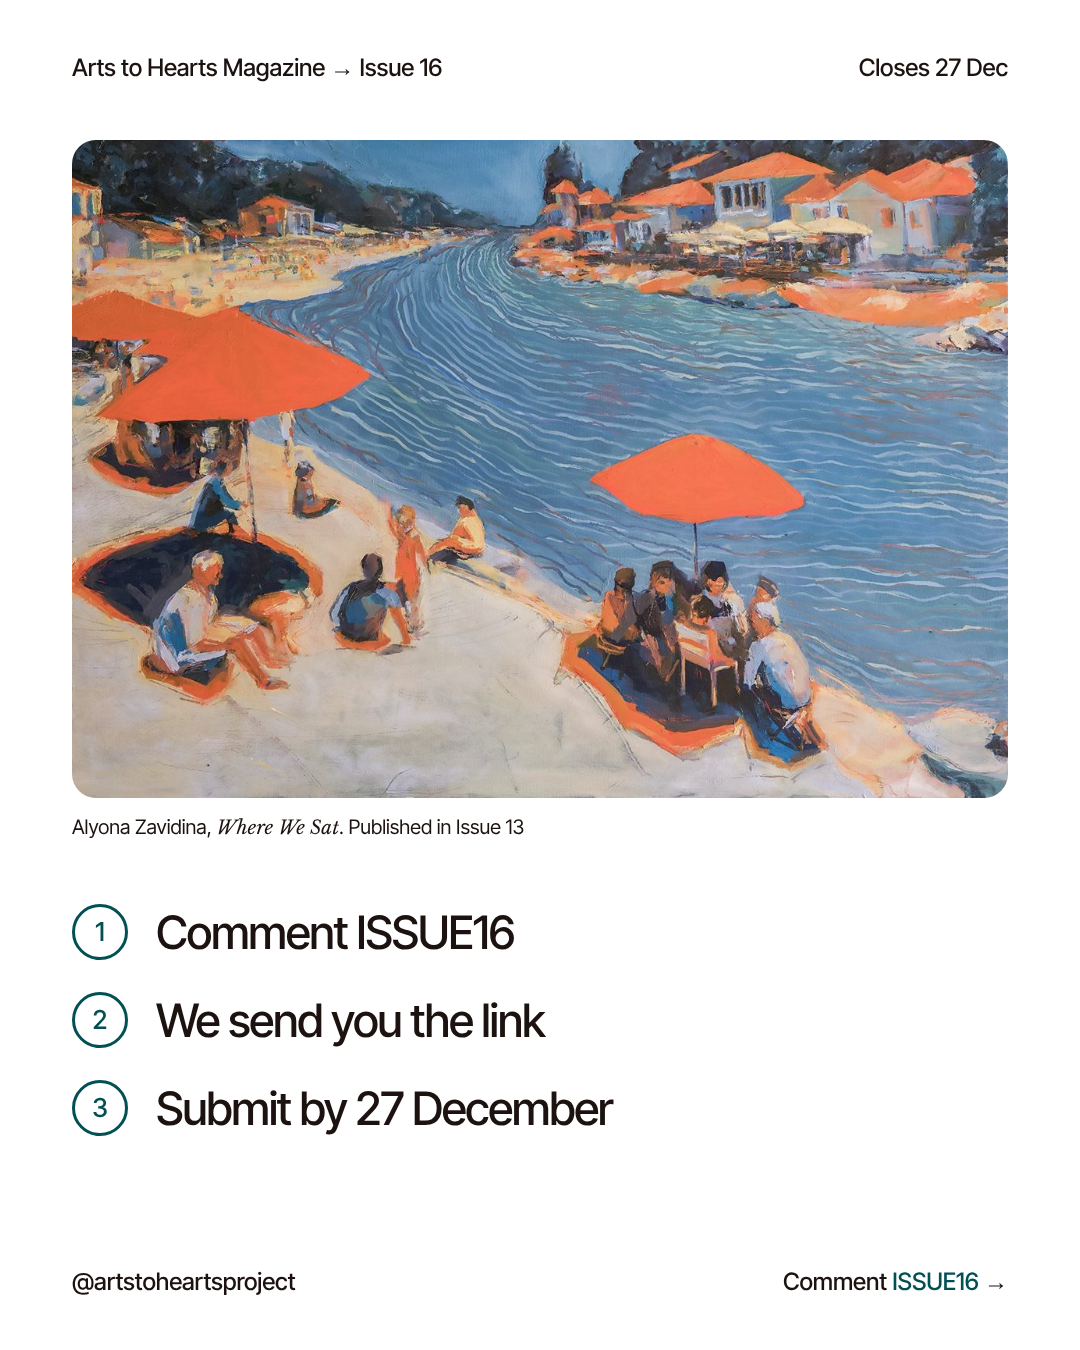 Arts to Hearts Magazine → Issue 16
Closes 27 Dec
Alyona Zavidina, Where We Sat. Published in Issue 13
1 Comment ISSUE16
2 We send you the link
3 Submit by 27 December
@artstoheartsproject
Comment ISSUE16 →